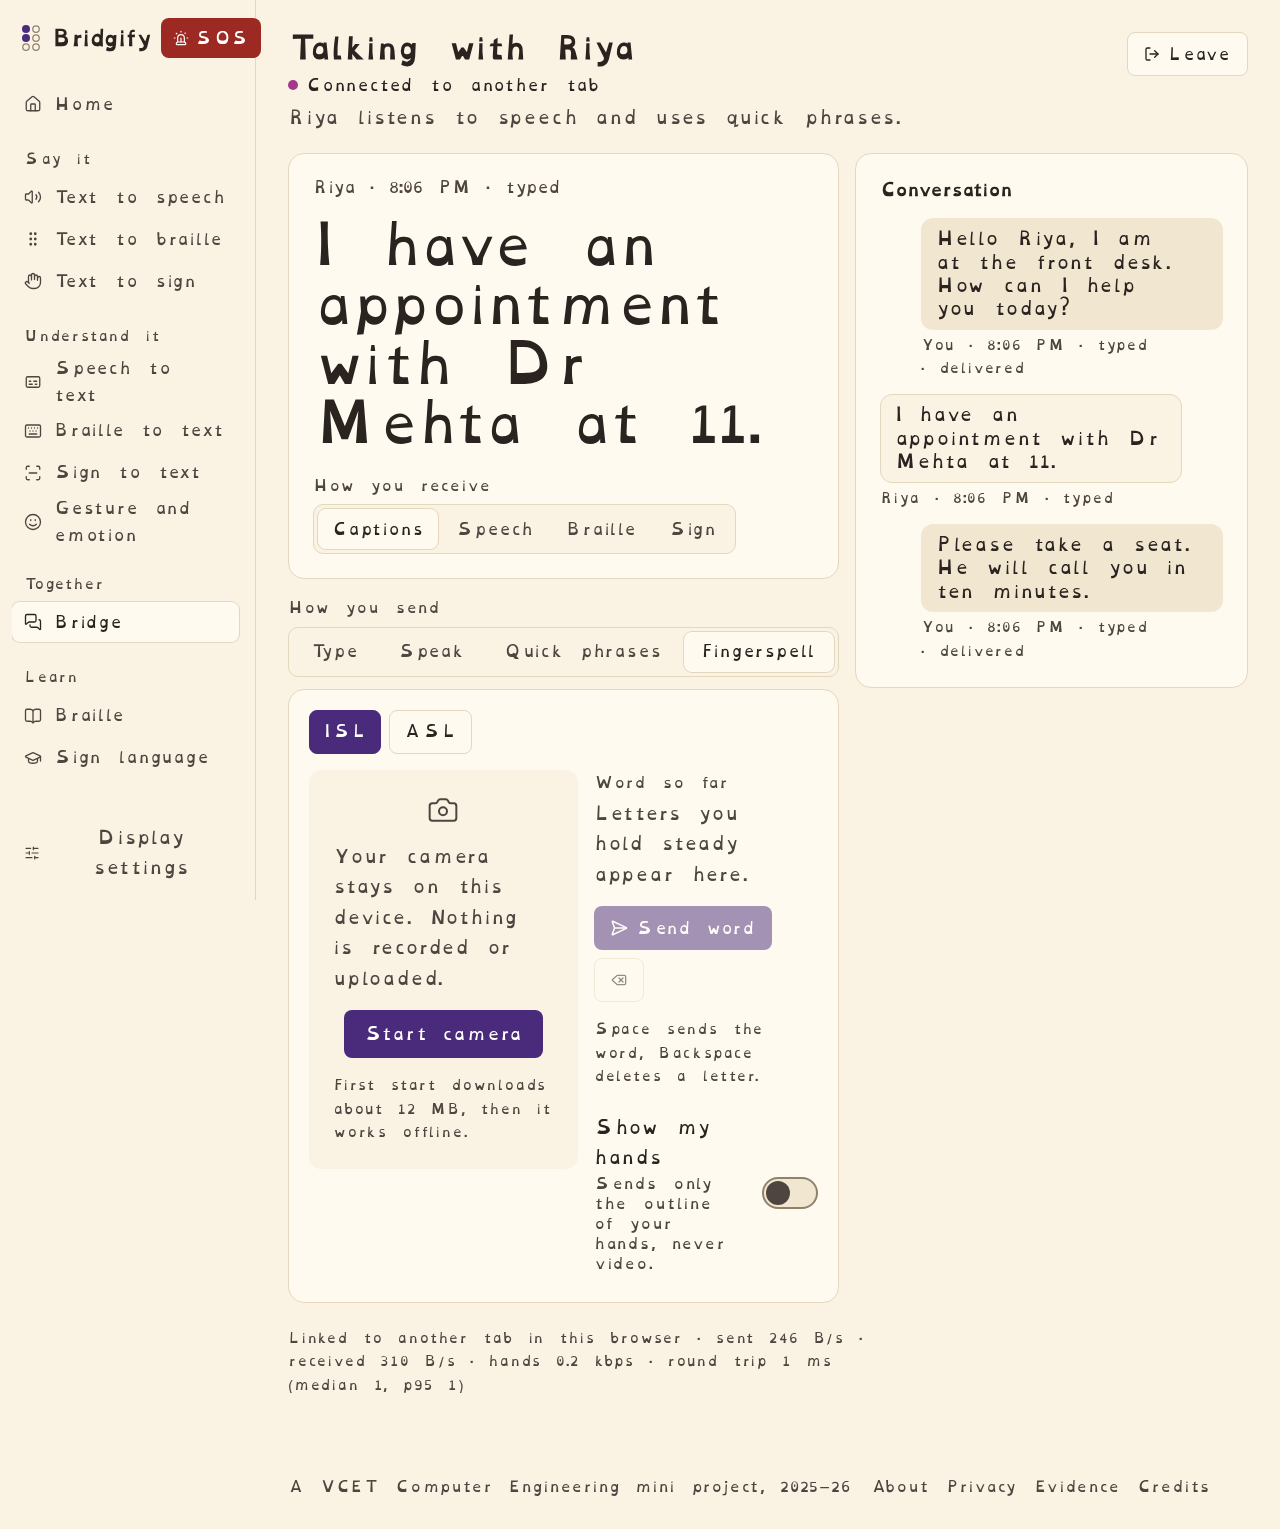 Bridgify
SOS
Home
Say it
Text to speech
Text to braille
Text to sign
Understand it
Speech to
text
Braille to text
Sign to text
Gesture and
emotion
Together
Bridge
Learn
Braille
Sign language
Display
settings
Talking with Riya
Connected to another tab
Riya listens to speech and uses quick phrases.
Leave
Riya · 8:06 PM · typed
I have an
appointment
with Dr
Mehta at 11.
How you receive
Captions Speech Braille Sign
How you send
Type Speak Quick phrases Fingerspell
ISL ASL
Your camera
stays on this
device. Nothing
is recorded or
uploaded.
Start camera
First start downloads
about 12 MB, then it
works offline.
Word so far
Letters you
hold steady
appear here.
Send word
Space sends the
word, Backspace
deletes a letter.
Show my
hands
Sends only
the outline
of your
hands, never
video.
Conversation
Hello Riya, I am
at the front desk.
How can I help
you today?
You · 8:06 PM · typed
· delivered
I have an
appointment with Dr
Mehta at 11.
Riya · 8:06 PM · typed
Please take a seat.
He will call you in
ten minutes.
You · 8:06 PM · typed
· delivered
Linked to another tab in this browser · sent 246 B/s ·
received 310 B/s · hands 0.2 kbps · round trip 1 ms
(median 1, p95 1)
A VCET Computer Engineering mini project, 2025–26 About Privacy Evidence Credits